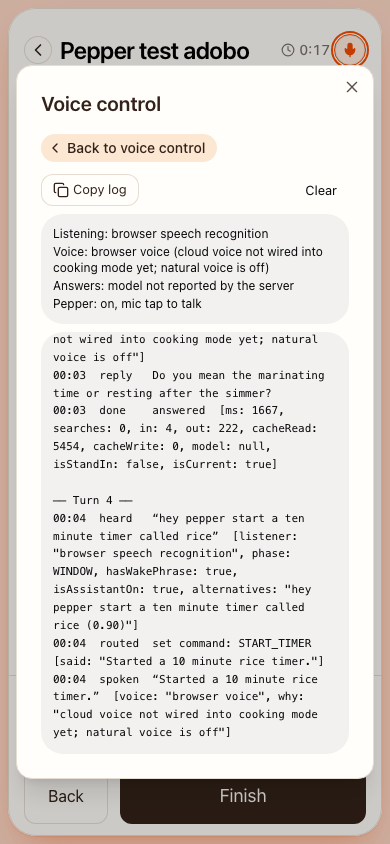 Pepper test adobo
0:17
Voice control
Back to voice control
Copy log
Clear
Listening: browser speech recognition
Voice: browser voice (cloud voice not wired into
cooking mode yet; natural voice is off)
Answers: model not reported by the server
Pepper: on, mic tap to talk
not wired into cooking mode yet; natural
voice is off"]
00:03  reply   Do you mean the marinating
time or resting after the simmer?
00:03  done    answered  [ms: 1667,
searches: 0, in: 4, out: 222, cacheRead:
5454, cacheWrite: 0, model: null,
isStandIn: false, isCurrent: true]
—— Turn 4 ——
00:04  heard   “hey pepper start a ten
minute timer called rice”  [listener:
"browser speech recognition", phase:
WINDOW, hasWakePhrase: true,
isAssistantOn: true, alternatives: "hey
pepper start a ten minute timer called
rice (0.90)"]
00:04  routed  set command: START_TIMER
[said: "Started a 10 minute rice timer."]
00:04  spoken  “Started a 10 minute rice
timer.”  [voice: "browser voice", why:
"cloud voice not wired into cooking mode
yet; natural voice is off"]
Back
Finish